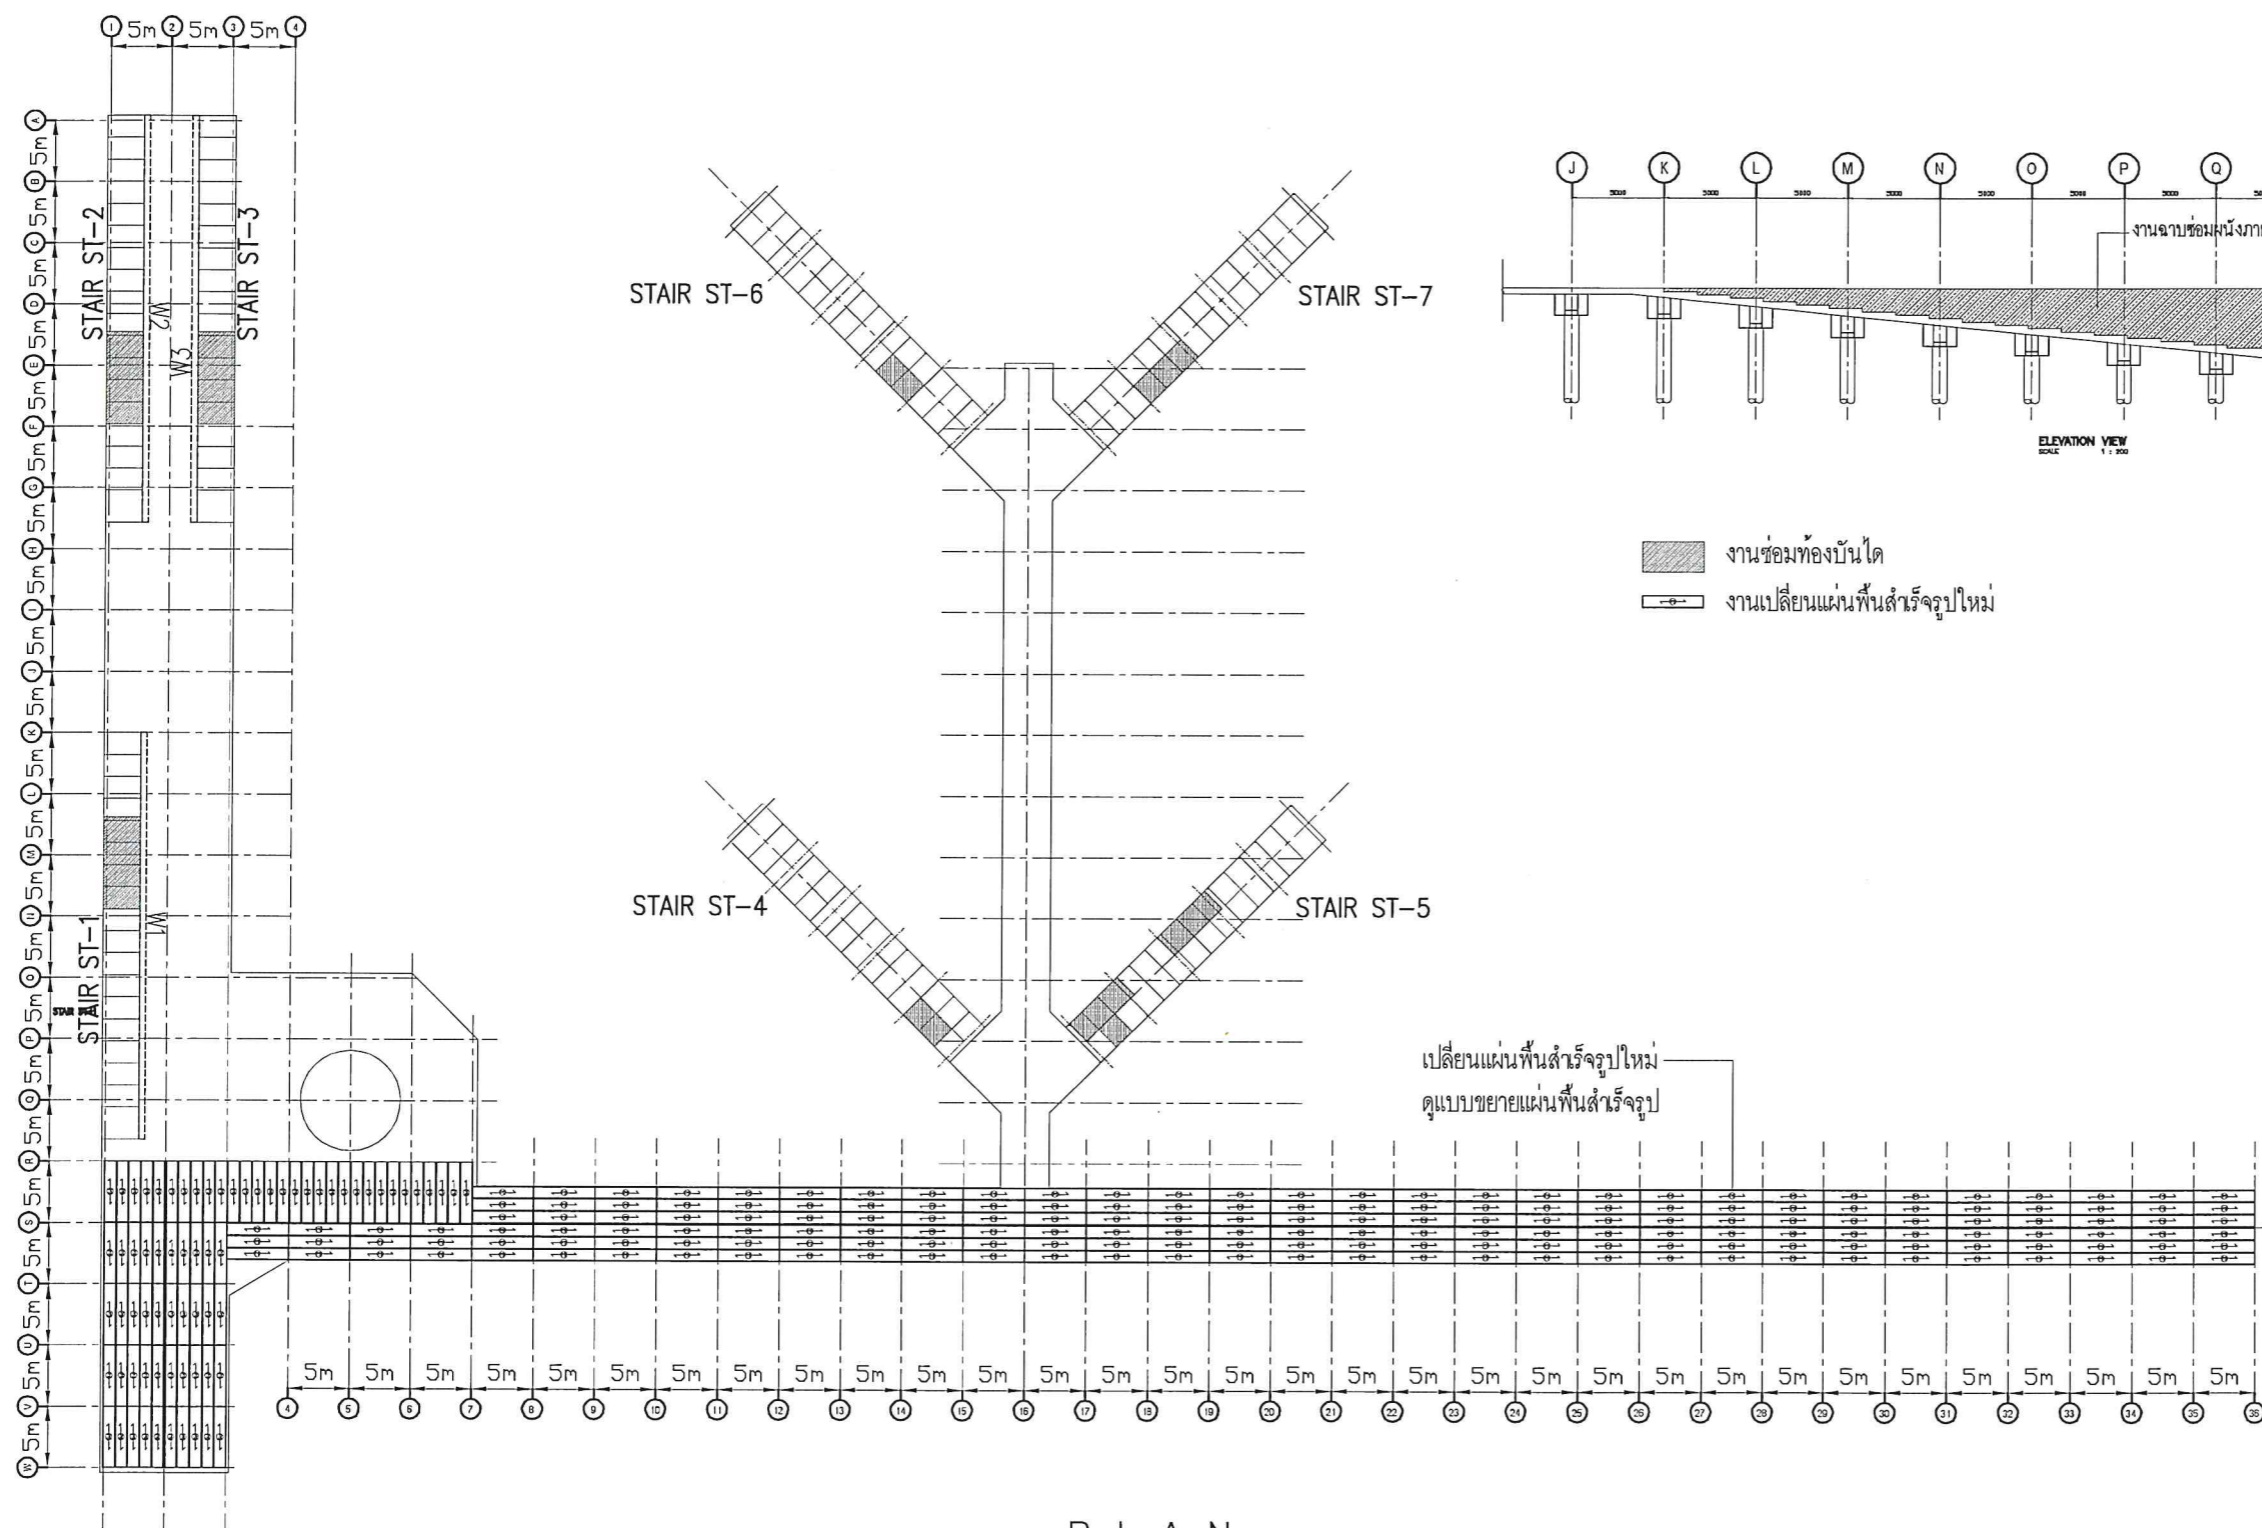 1 5m 2 5m 3 5m 4
A
5m
B
5m
C
5m
D
5m
E
5m
F
5m
G
5m
H
5m
I
5m
J
5m
K
5m
L
5m
M
5m
5m
O
5m
P
5m
Q
5m
R
5m
S
5m
T
5m
U
5m
V
5m
W
STAIR ST-2
STAIR ST-3
W2
W3
STAIR ST-1
W1
STAIR ST-6
STAIR ST-7
STAIR ST-4
STAIR ST-5
J K L M N O P Q
5000 5000 5000 5000 5000 5000 5000
งานฉาบซ่อมผนังภาย
ELEVATION VIEW
SCALE 1 : 200
งานซ่อมท้องบันได
งานเปลี่ยนแผ่นพื้นสำเร็จรูปใหม่
เปลี่ยนแผ่นพื้นสำเร็จรูปใหม่
ดูแบบขยายแผ่นพื้นสำเร็จรูป
5m 5m 5m 5m 5m 5m 5m 5m 5m 5m 5m 5m 5m 5m 5m 5m 5m 5m 5m 5m 5m 5m 5m 5m 5m 5m 5m 5m 5m 5m 5m 5m
4 5 6 7 8 9 10 11 12 13 14 15 16 17 18 19 20 21 22 23 24 25 26 27 28 29 30 31 32 33 34 35 36